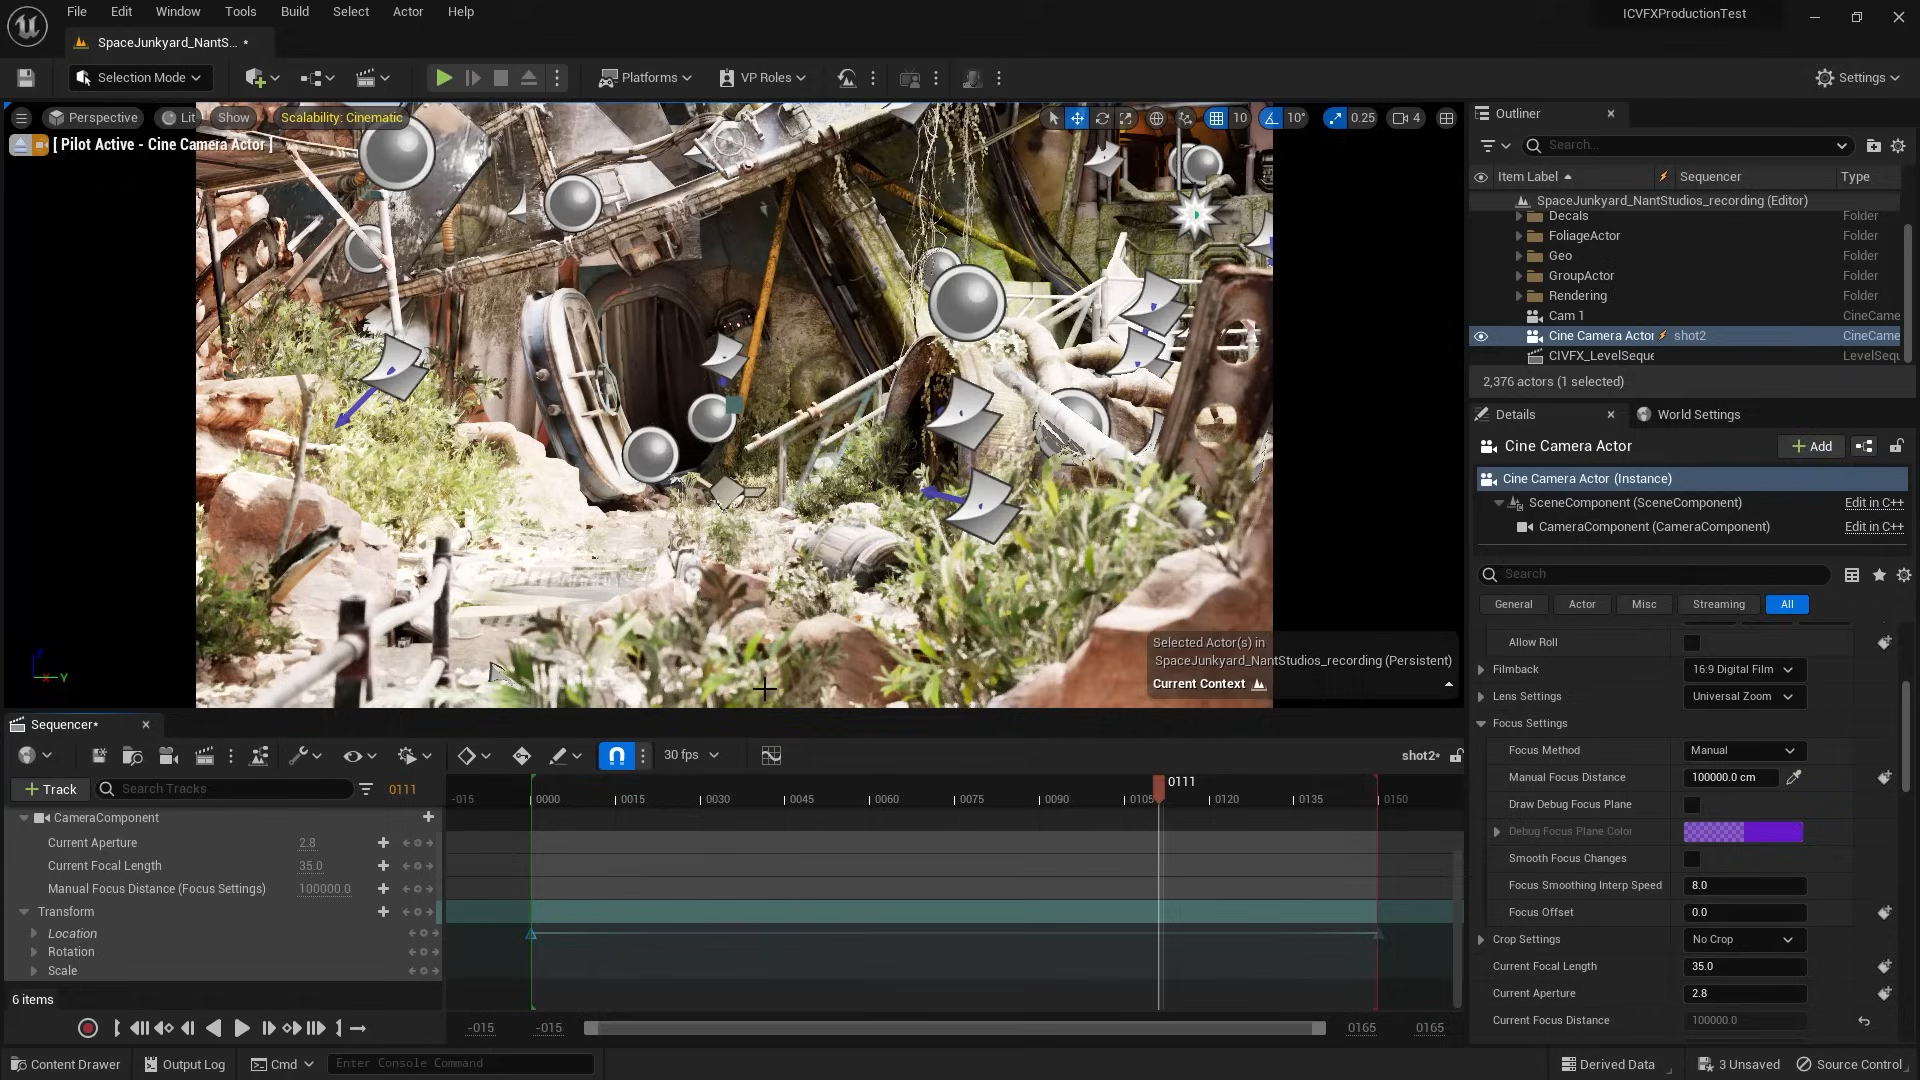 File Edit Window Tools Build Select Actor Help
ICVFXProductionTest
SpaceJunkyard_NantS... •
Selection Mode
Platforms
VP Roles
Settings
Perspective
Lit
Show
Scalability: Cinematic
10
10°
0.25
4
[ Pilot Active - Cine Camera Actor ]
Y
Selected Actor(s) in
SpaceJunkyard_NantStudios_recording (Persistent)
Current Context
Outliner
Search...
Item Label
Sequencer
Type
SpaceJunkyard_NantStudios_recording (Editor)
Decals Folder
FoliageActor Folder
Geo Folder
GroupActor Folder
Rendering Folder
Cam 1 CineCame
Cine Camera Actor shot2 CineCame
CIVFX_LevelSeque LevelSequ
2,376 actors (1 selected)
Details
World Settings
Cine Camera Actor
+ Add
Cine Camera Actor (Instance)
SceneComponent (SceneComponent) Edit in C++
CameraComponent (CameraComponent) Edit in C++
Search
General Actor Misc Streaming All
Allow Roll
Filmback 16:9 Digital Film
Lens Settings Universal Zoom
Focus Settings
Focus Method Manual
Manual Focus Distance 100000.0 cm
Draw Debug Focus Plane
Debug Focus Plane Color
Smooth Focus Changes
Focus Smoothing Interp Speed 8.0
Focus Offset 0.0
Crop Settings No Crop
Current Focal Length 35.0
Current Aperture 2.8
Current Focus Distance 100000.0
Sequencer*
30 fps
shot2*
+ Track
Search Tracks
0111
-015 0000 0015 0030 0045 0060 0075 0090 0105 0111 0120 0135 0150
CameraComponent
Current Aperture 2.8
Current Focal Length 35.0
Manual Focus Distance (Focus Settings) 100000.0
Transform
Location
Rotation
Scale
6 items
-015 -015 0165 0165
Content Drawer
Output Log
Cmd
Enter Console Command
Derived Data
3 Unsaved
Source Control